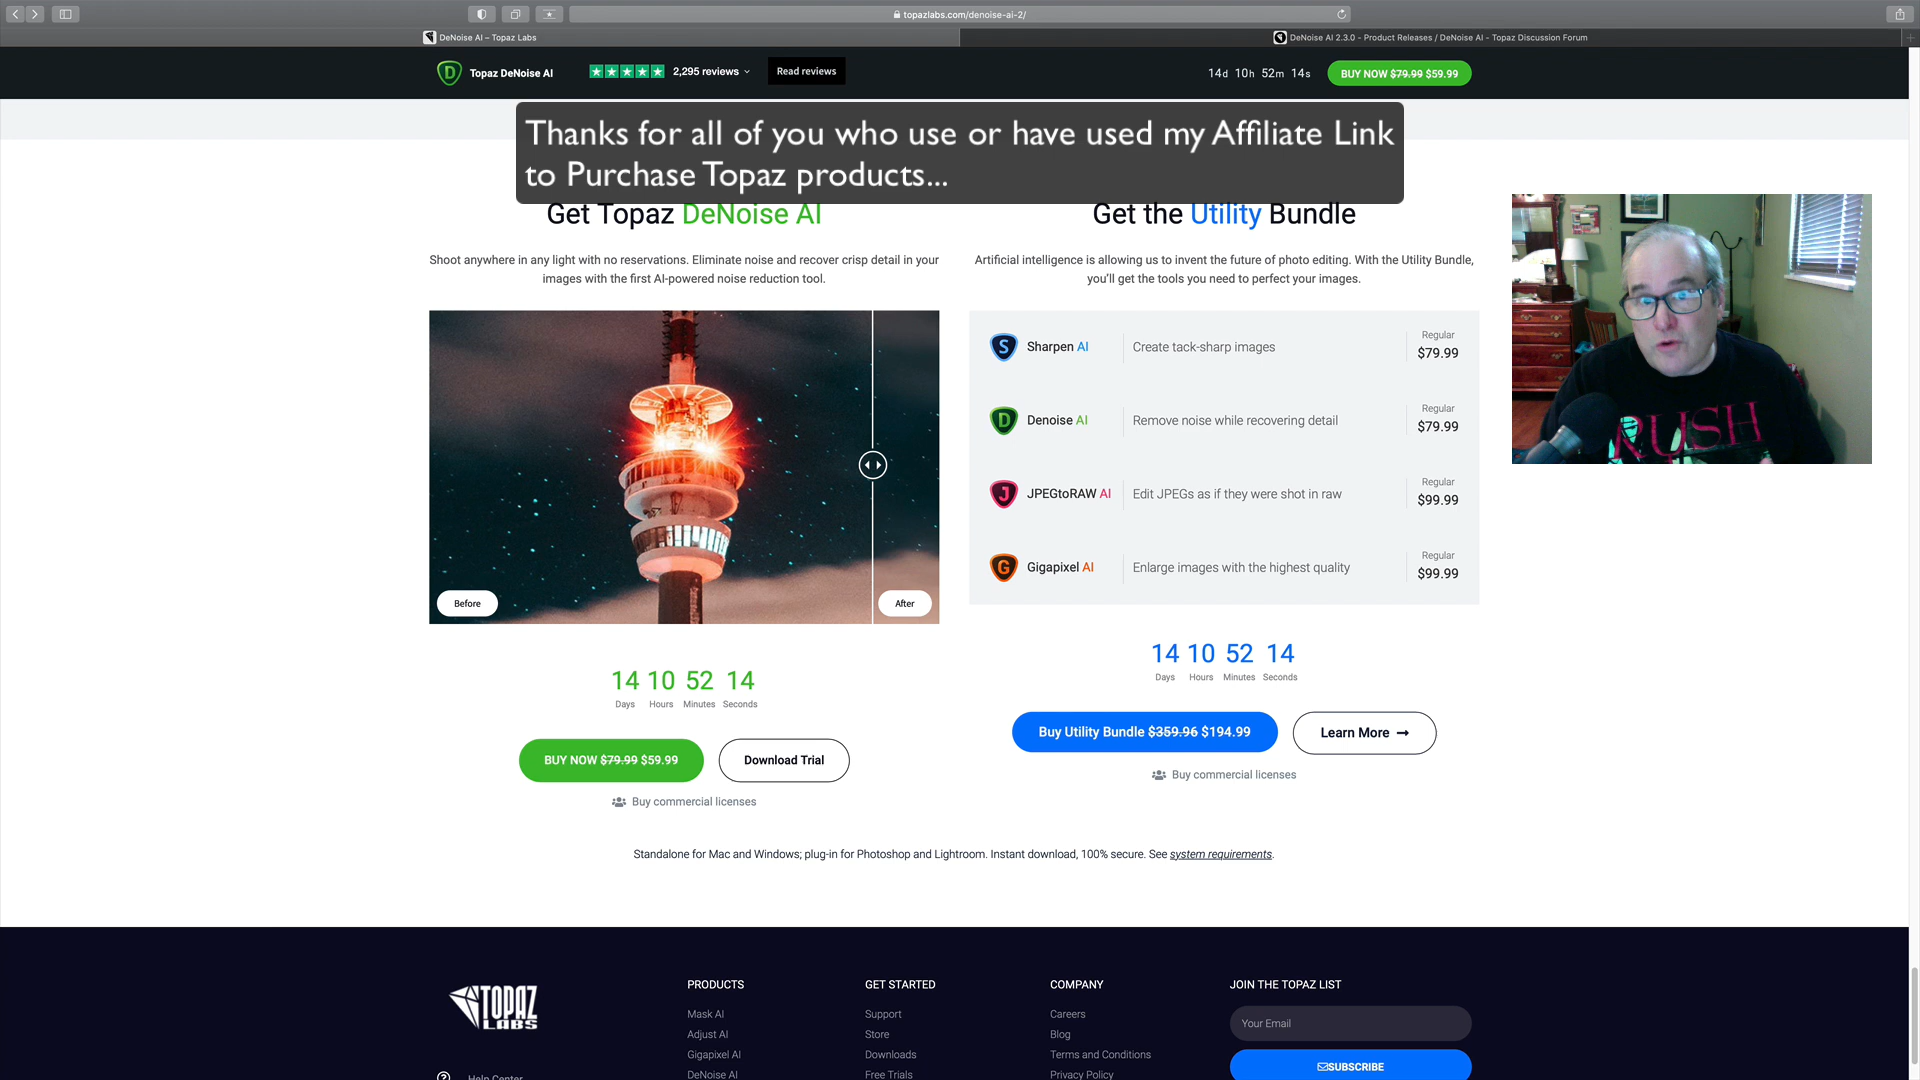 topazlabs.com/denoise-ai-2/
DeNoise AI – Topaz Labs
DeNoise AI 2.3.0 - Product Releases / DeNoise AI - Topaz Discussion Forum
D
Topaz DeNoise AI
2,295 reviews
Read reviews
14d 10h 52m 14s
BUY NOW $79.99 $59.99
Thanks for all of you who use or have used my Affiliate Link
to Purchase Topaz products...
Get Topaz DeNoise AI
Shoot anywhere in any light with no reservations. Eliminate noise and recover crisp detail in your
images with the first AI-powered noise reduction tool.
Before
After
14 10 52 14
Days Hours Minutes Seconds
BUY NOW $79.99 $59.99
Download Trial
Buy commercial licenses
Get the Utility Bundle
Artificial intelligence is allowing us to invent the future of photo editing. With the Utility Bundle,
you'll get the tools you need to perfect your images.
S Sharpen AI Create tack-sharp images Regular
$79.99
D Denoise AI Remove noise while recovering detail Regular
$79.99
J JPEGtoRAW AI Edit JPEGs as if they were shot in raw Regular
$99.99
G Gigapixel AI Enlarge images with the highest quality Regular
$99.99
14 10 52 14
Days Hours Minutes Seconds
Buy Utility Bundle $359.96 $194.99
Learn More
Buy commercial licenses
RUSH
Standalone for Mac and Windows; plug-in for Photoshop and Lightroom. Instant download, 100% secure. See system requirements.
TOPAZ
LABS
Help Center
PRODUCTS
Mask AI
Adjust AI
Gigapixel AI
DeNoise AI
GET STARTED
Support
Store
Downloads
Free Trials
COMPANY
Careers
Blog
Terms and Conditions
Privacy Policy
JOIN THE TOPAZ LIST
Your Email
SUBSCRIBE